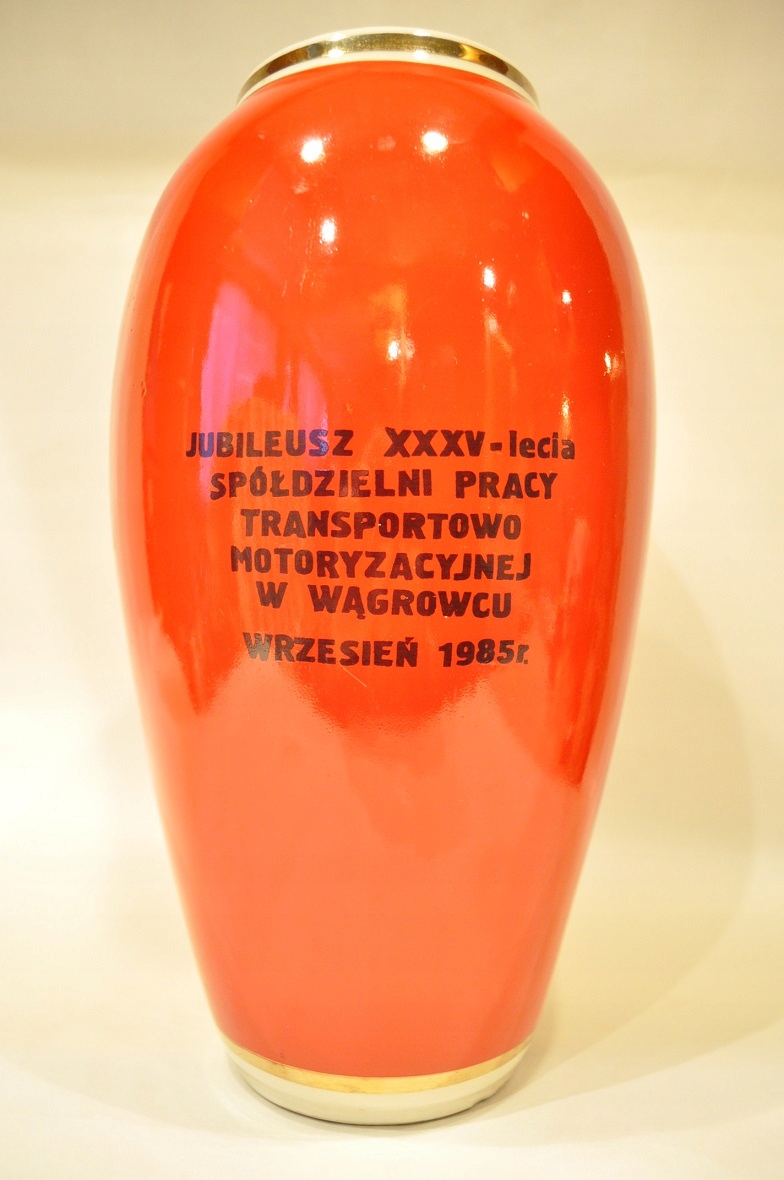 JUBILEUSZ XXXV-lecia
SPÓŁDZIELNI PRACY
TRANSPORTOWO
MOTORYZACYJNEJ
W WĄGROWCU
WRZESIEŃ 1985r.